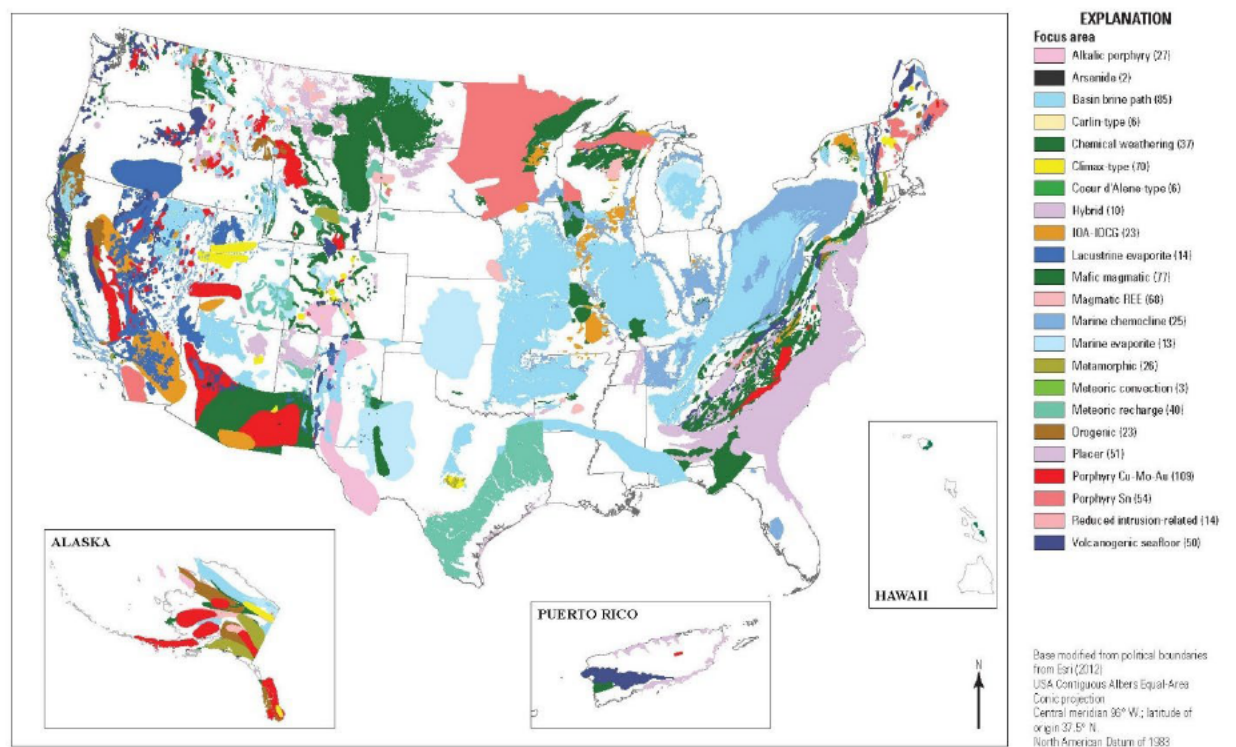 EXPLANATION
Focus area
Alkalic porphyry (27)
Arsenide (2)
Basin brine path (85)
Carlin-type (6)
Chemical weathering (37)
Climax-type (70)
Coeur d'Alene-type (6)
Hybrid (10)
IOA-IOCG (23)
Lacustrine evaporite (14)
Mafic magmatic (77)
Magmatic REE (68)
Marine chemocline (25)
Marine evaporite (13)
Metamorphic (26)
Meteoric convection (3)
Meteoric recharge (40)
Orogenic (23)
Placer (51)
Porphyry Cu-Mo-Au (109)
Porphyry Sn (54)
Reduced intrusion-related (14)
Volcanogenic seafloor (50)
ALASKA
PUERTO RICO
HAWAII
N
Base modified from political boundaries
from Esri (2012)
USA Contiguous Albers Equal-Area
Conic projection
Central meridian 96° W.; latitude of
origin 37.5° N.
North American Datum of 1983